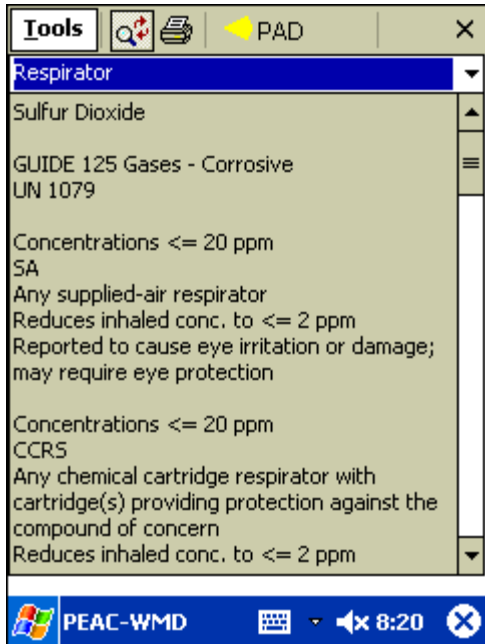 Tools PAD
Respirator
Sulfur Dioxide
GUIDE 125 Gases - Corrosive
UN 1079
Concentrations <= 20 ppm
SA
Any supplied-air respirator
Reduces inhaled conc. to <= 2 ppm
Reported to cause eye irritation or damage;
may require eye protection
Concentrations <= 20 ppm
CCRS
Any chemical cartridge respirator with
cartridge(s) providing protection against the
compound of concern
Reduces inhaled conc. to <= 2 ppm
PEAC-WMD 8:20